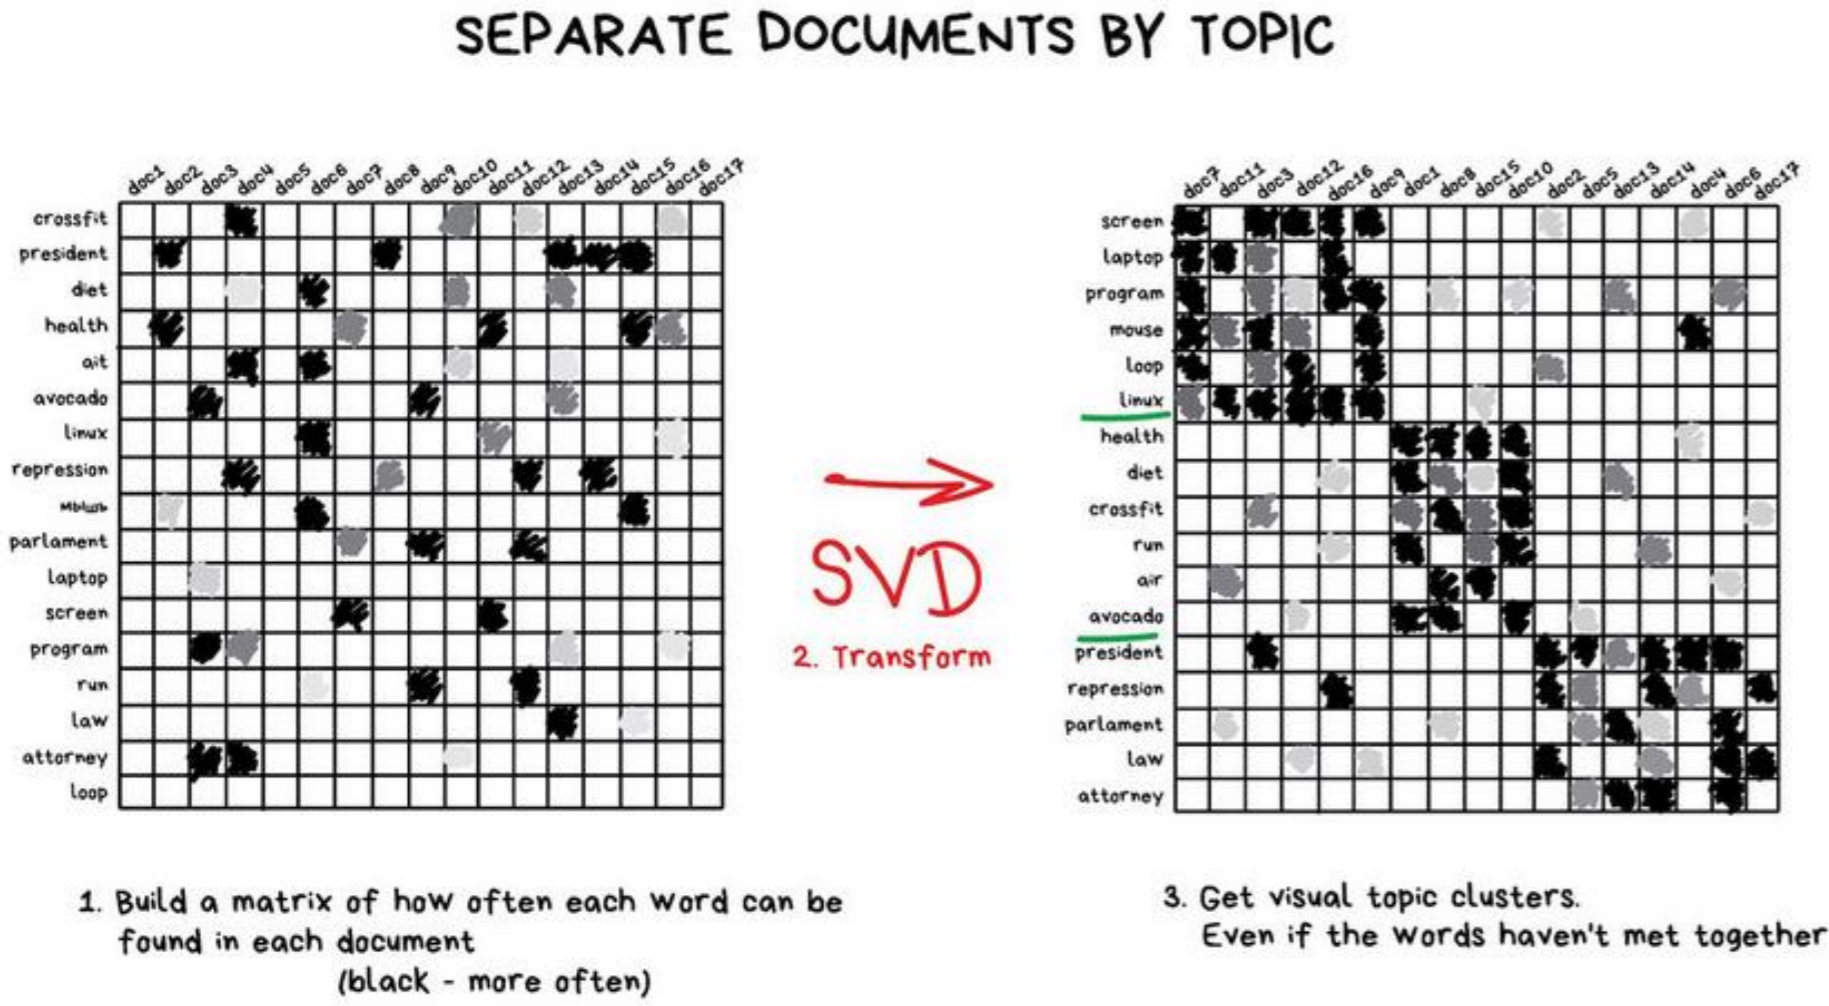 SEPARATE DOCUMENTS BY TOPIC
doc1 doc2 doc3 doc4 doc5 doc6 doc7 doc8 doc9 doc10 doc11 doc12 doc13 doc14 doc15 doc16 doc17
crossfit
president
diet
health
ait
avocado
linux
repression
parlament
laptop
screen
program
run
law
attorney
loop
SVD
2. Transform
doc7 doc11 doc3 doc12 doc16 doc9 doc1 doc8 doc15 doc10 doc2 doc5 doc13 doc14 doc4 doc6 doc17
screen
laptop
program
mouse
loop
linux
health
diet
crossfit
run
air
avocado
president
repression
parlament
law
attorney
1. Build a matrix of how often each word can be
found in each document
(black - more often)
3. Get visual topic clusters.
Even if the words haven't met together